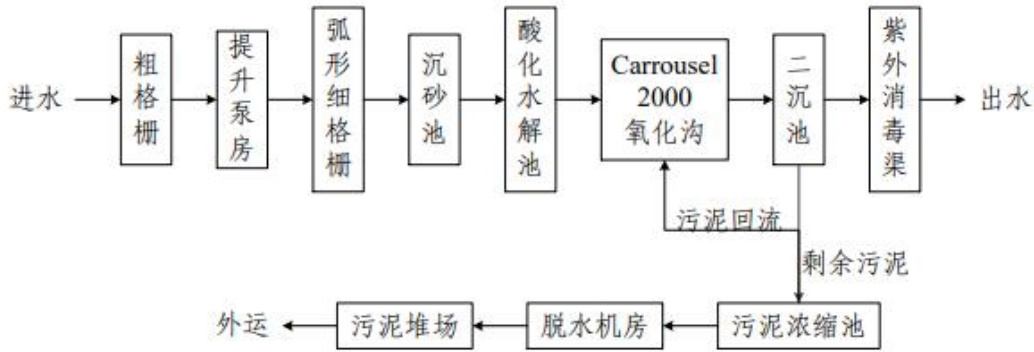 进水
粗格栅
提升泵房
弧形细格栅
沉砂池
酸化水解池
Carrousel
2000
氧化沟
二沉池
紫外消毒渠
出水
污泥回流
剩余污泥
外运
污泥堆场
脱水机房
污泥浓缩池